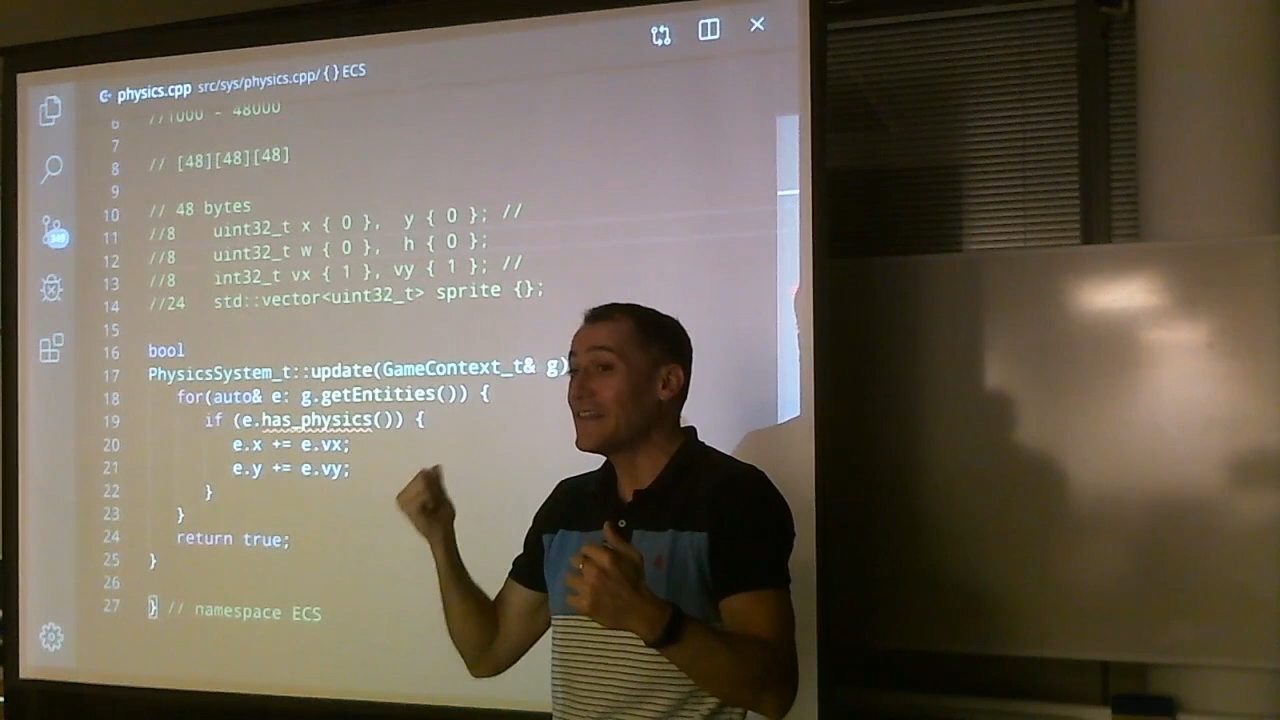 physics.cpp src/sys/physics.cpp/{}ECS
6 //1000 - 48000
7
8 // [48][48][48]
9
10 // 48 bytes
11 //8 uint32_t x { 0 }, y { 0 }; //
12 //8 uint32_t w { 0 }, h { 0 };
13 //8 int32_t vx { 1 }, vy { 1 }; //
14 //24 std::vector<uint32_t> sprite {};
15
16 bool
17 PhysicsSystem_t::update(GameContext_t& g)
18 for(auto& e: g.getEntities()) {
19 if (e.has_physics()) {
20 e.x += e.vx;
21 e.y += e.vy;
22 }
23 }
24 return true;
25 }
26
27 } // namespace ECS